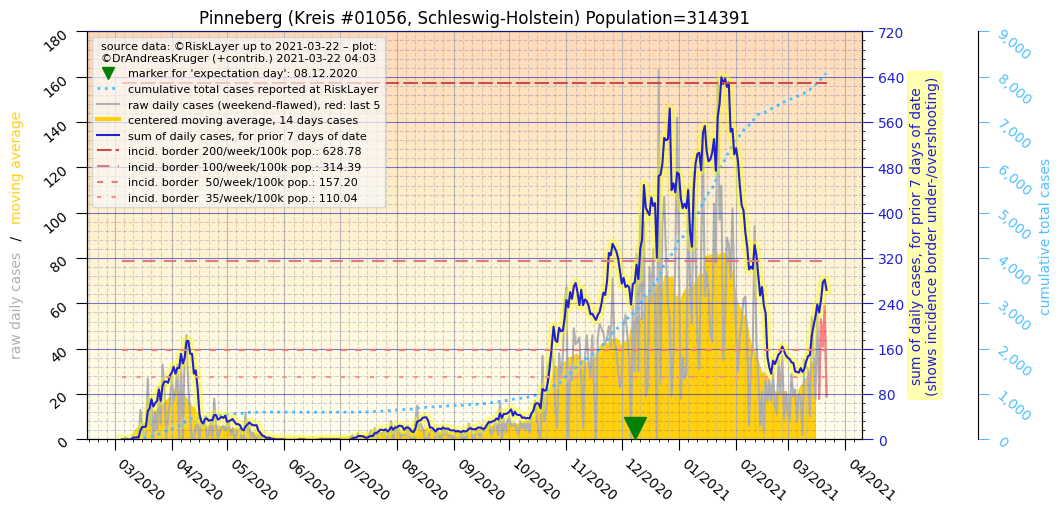 Pinneberg (Kreis #01056, Schleswig-Holstein) Population=314391
source data: ©RiskLayer up to 2021-03-22 – plot:
©DrAndreasKruger (+contrib.) 2021-03-22 04:03
marker for 'expectation day': 08.12.2020
cumulative total cases reported at RiskLayer
raw daily cases (weekend-flawed), red: last 5
centered moving average, 14 days cases
sum of daily cases, for prior 7 days of date
incid. border 200/week/100k pop.: 628.78
incid. border 100/week/100k pop.: 314.39
incid. border  50/week/100k pop.: 157.20
incid. border  35/week/100k pop.: 110.04
raw daily cases  /  moving average
180
160
140
120
100
80
60
40
20
0
03/2020
04/2020
05/2020
06/2020
07/2020
08/2020
09/2020
10/2020
11/2020
12/2020
01/2021
02/2021
03/2021
04/2021
720
640
560
480
400
320
240
160
80
0
sum of daily cases, for prior 7 days of date
(shows incidence border under-/overshooting)
9,000
8,000
7,000
6,000
5,000
4,000
3,000
2,000
1,000
0
cumulative total cases